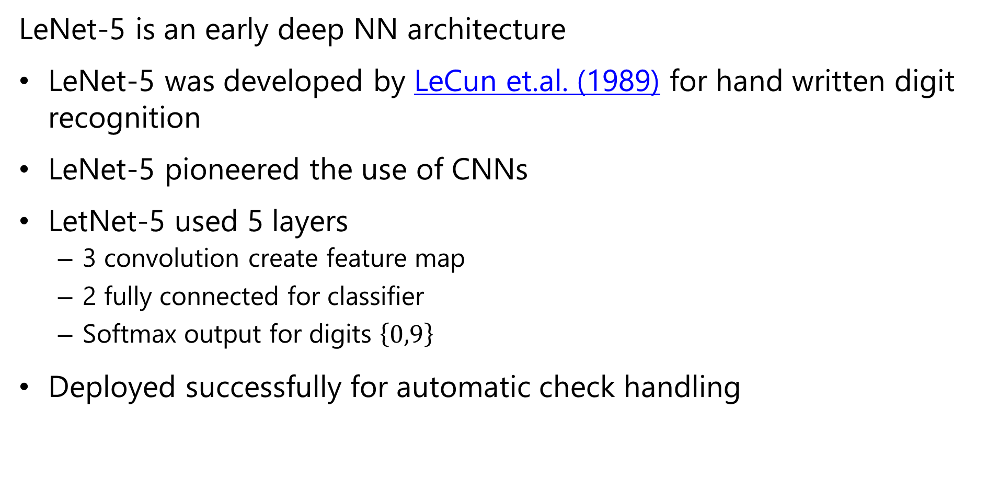 LeNet-5 is an early deep NN architecture
• LeNet-5 was developed by LeCun et.al. (1989) for hand written digit
recognition
• LeNet-5 pioneered the use of CNNs
• LetNet-5 used 5 layers
– 3 convolution create feature map
– 2 fully connected for classifier
– Softmax output for digits {0,9}
• Deployed successfully for automatic check handling